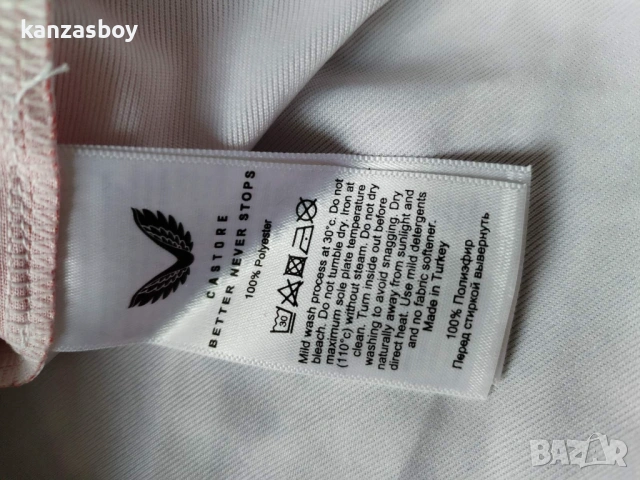 kanzasboy
CASTORE
BETTER NEVER STOPS
100% Polyester
30
Mild wash process at 30°c. Do not
bleach. Do not tumble dry. Iron at
maximum sole plate temperature
(110°c) without steam. Do not dry
clean. Turn inside out before
washing to avoid snagging. Dry
naturally away from sunlight and
direct heat. Use mild detergents
and no fabric softener.
Made in Turkey
100% Полиэфир
Перед стиркой вывернуть
BAZAR